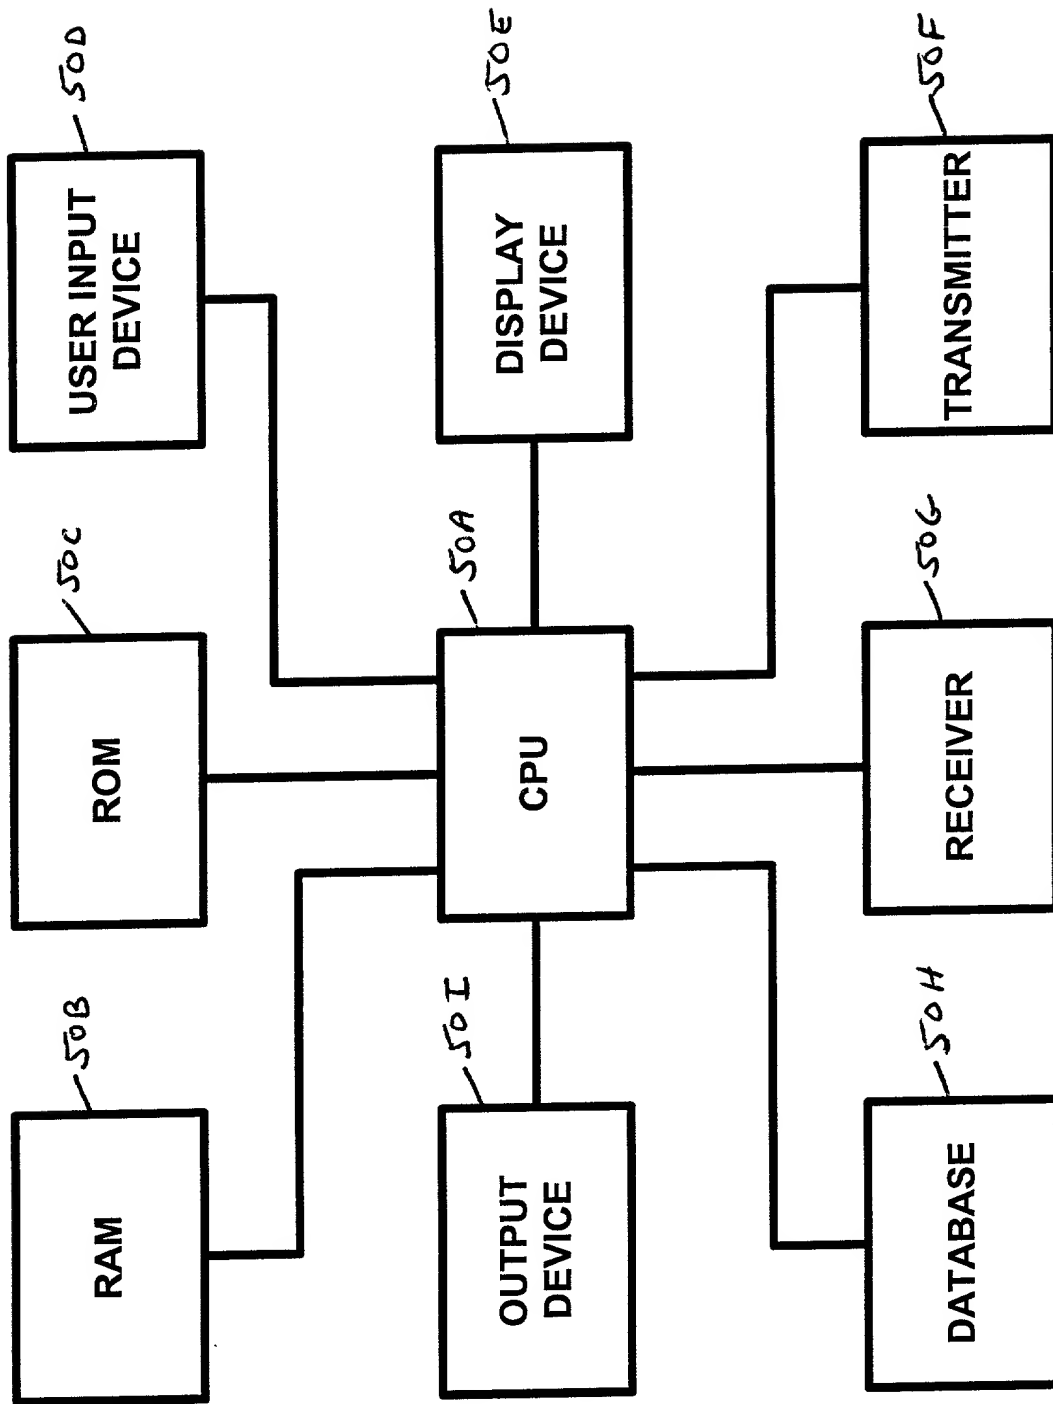 50B
50C
50D
RAM
ROM
USER INPUT
DEVICE
50I
50A
50E
OUTPUT
DEVICE
CPU
DISPLAY
DEVICE
50H
50G
50F
DATABASE
RECEIVER
TRANSMITTER